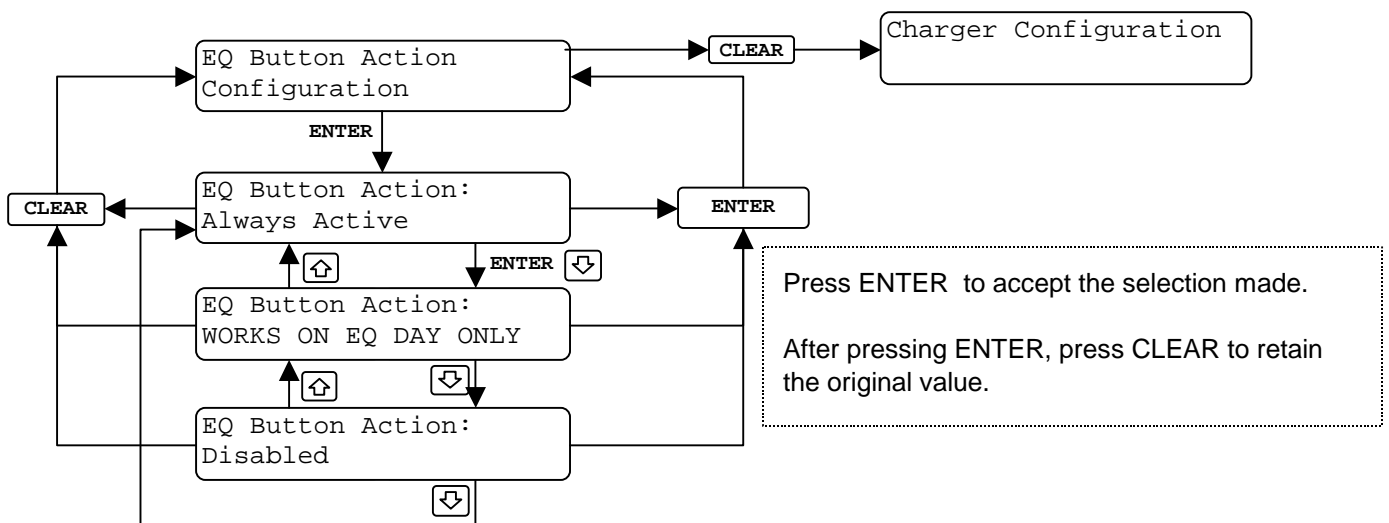 Charger Configuration
CLEAR
EQ Button Action
Configuration
ENTER
EQ Button Action:
Always Active
CLEAR
ENTER
ENTER
EQ Button Action:
WORKS ON EQ DAY ONLY
EQ Button Action:
Disabled
Press ENTER to accept the selection made.
After pressing ENTER, press CLEAR to retain
the original value.